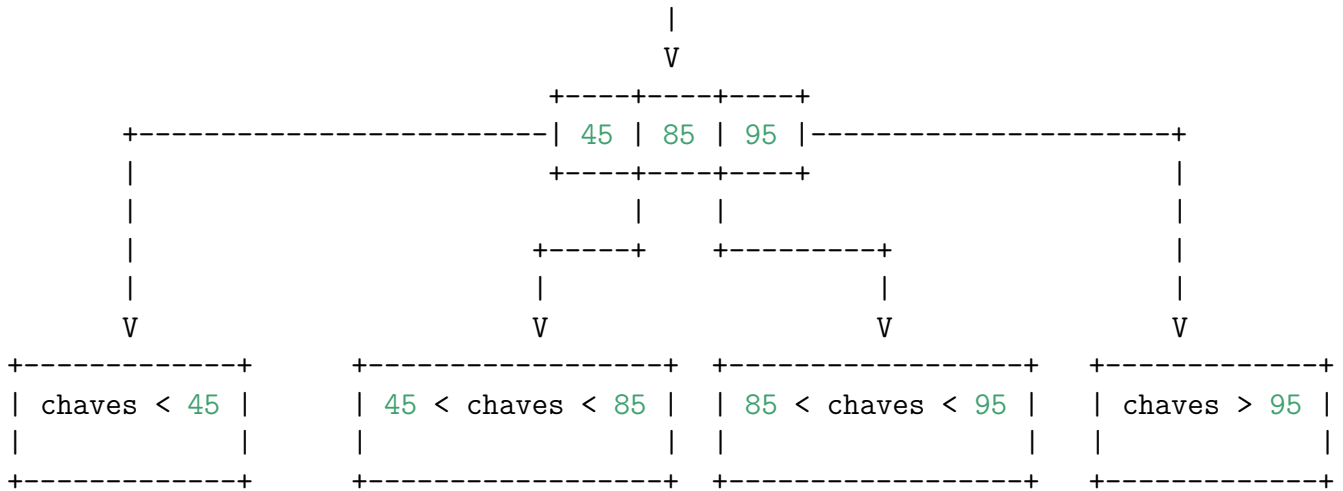 |
V
+----+----+----+
+-------------------------| 45 | 85 | 95 |----------------------+
| +----+----+----+ |
| | | |
| +------+ +----------+ |
| | | |
V V V V
+--------------+ +-------------------+ +-------------------+ +--------------+
| chaves < 45 | | 45 < chaves < 85 | | 85 < chaves < 95 | | chaves > 95 |
| | | | | | | |
+--------------+ +-------------------+ +-------------------+ +--------------+